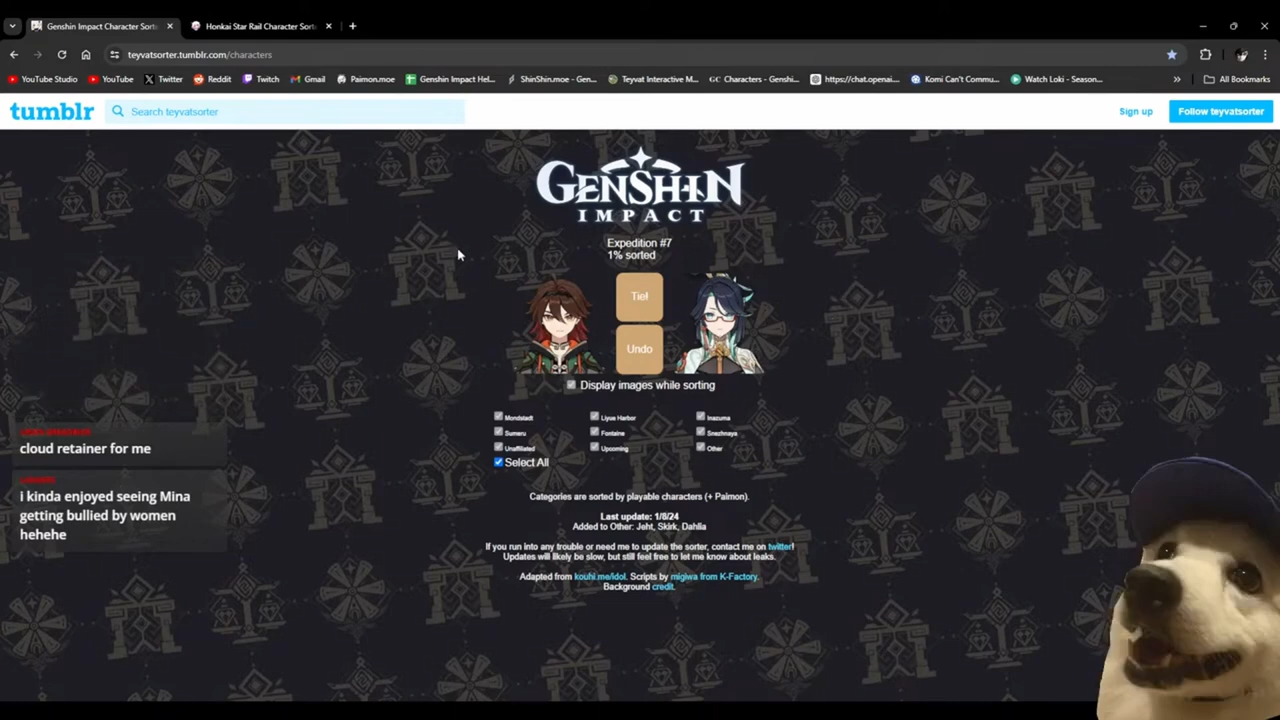 Genshin Impact Character Sort
Honkai Star Rail Character Sort
teyvatsorter.tumblr.com/characters
YouTube Studio
YouTube
Twitter
Reddit
Twitch
Gmail
Paimon.moe
Genshin Impact Hel...
ShinShin.moe - Gen...
Teyvat Interactive M...
Characters - Genshi...
https://chat.openai...
Komi Can't Commu...
Watch Loki - Season...
»
All Bookmarks
tumblr
Search teyvatsorter
Sign up
Follow teyvatsorter
GENSHIN
IMPACT
Expedition #7
1% sorted
Tie!
Undo
Display images while sorting
Mondstadt
Liyue Harbor
Inazuma
Sumeru
Fontaine
Snezhnaya
Unaffiliated
Upcoming
Other
Select All
Categories are sorted by playable characters (+ Paimon).
Last update: 1/8/24
Added to Other: Jeht, Skirk, Dahlia
If you run into any trouble or need me to update the sorter, contact me on twitter!
Updates will likely be slow, but still feel free to let me know about leaks.
Adapted from kouhi.me/idol. Scripts by migiwa from K-Factory.
Background credit.
cloud retainer for me
i kinda enjoyed seeing Mina
getting bullied by women
hehehe